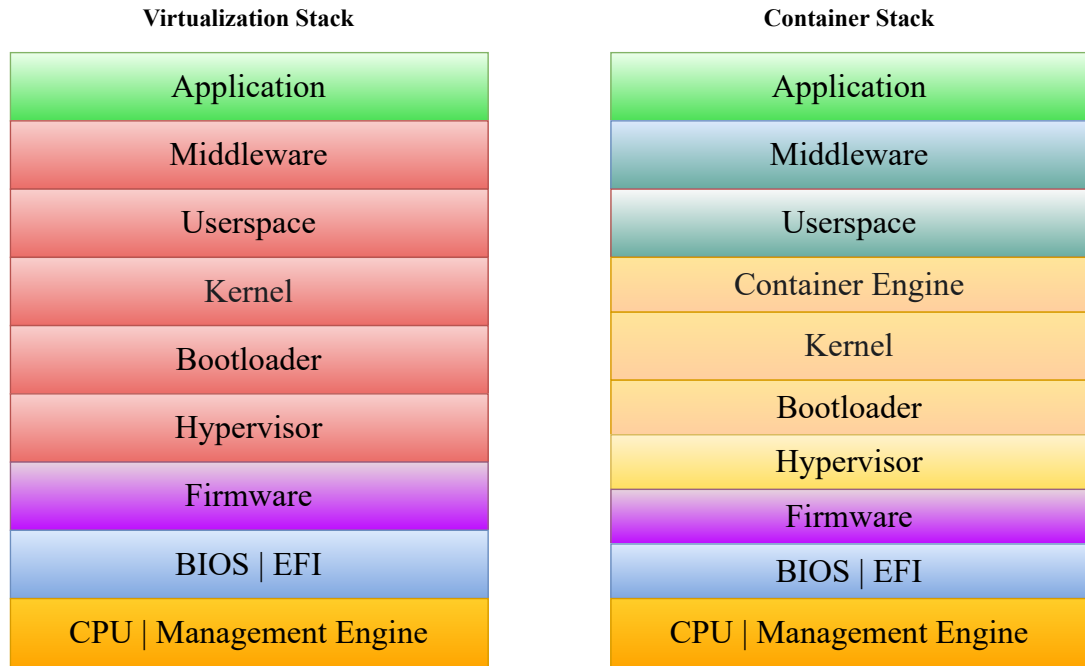 Virtualization Stack
Application
Middleware
Userspace
Kernel
Bootloader
Hypervisor
Firmware
BIOS | EFI
CPU | Management Engine
Container Stack
Application
Middleware
Userspace
Container Engine
Kernel
Bootloader
Hypervisor
Firmware
BIOS | EFI
CPU | Management Engine